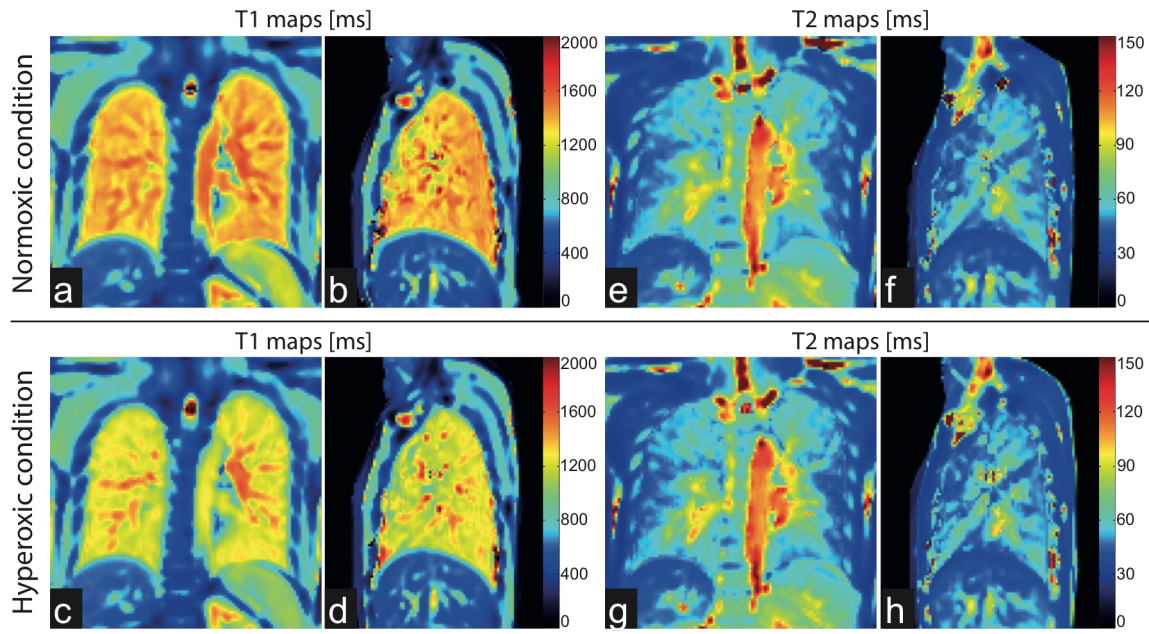 T1 maps [ms]
T2 maps [ms]
Normoxic condition
a
b
2000
1600
1200
800
400
0
e
f
150
120
90
60
30
0
T1 maps [ms]
T2 maps [ms]
Hyperoxic condition
c
d
2000
1600
1200
800
400
0
g
h
150
120
90
60
30
0